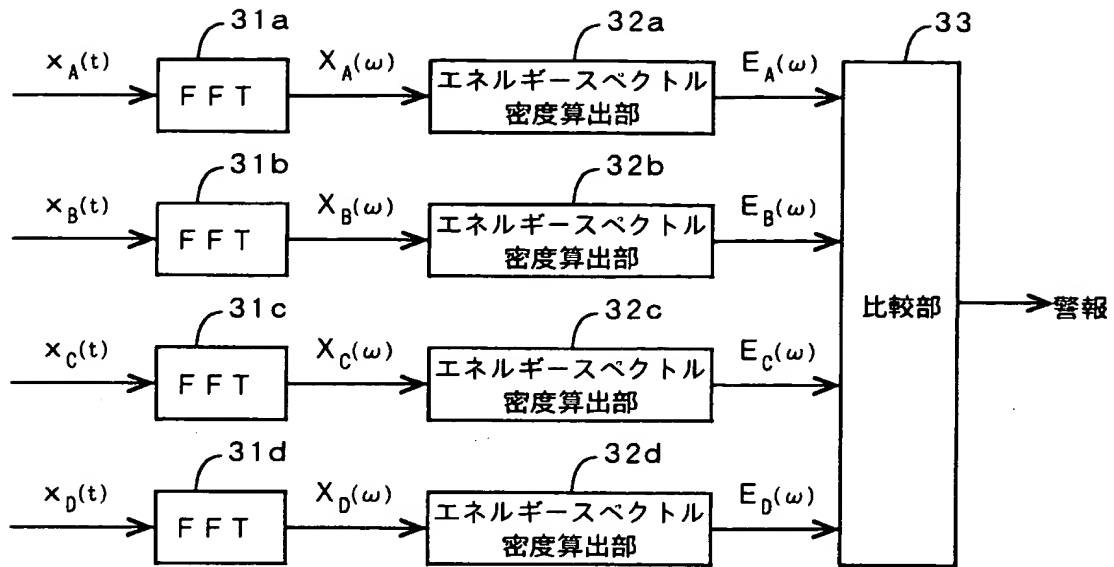 31a
32a
33
x_A(t)
FFT
X_A(ω)
エネルギースペクトル
密度算出部
E_A(ω)
31b
32b
x_B(t)
FFT
X_B(ω)
エネルギースペクトル
密度算出部
E_B(ω)
比較部
警報
31c
32c
x_C(t)
FFT
X_C(ω)
エネルギースペクトル
密度算出部
E_C(ω)
31d
32d
x_D(t)
FFT
X_D(ω)
エネルギースペクトル
密度算出部
E_D(ω)